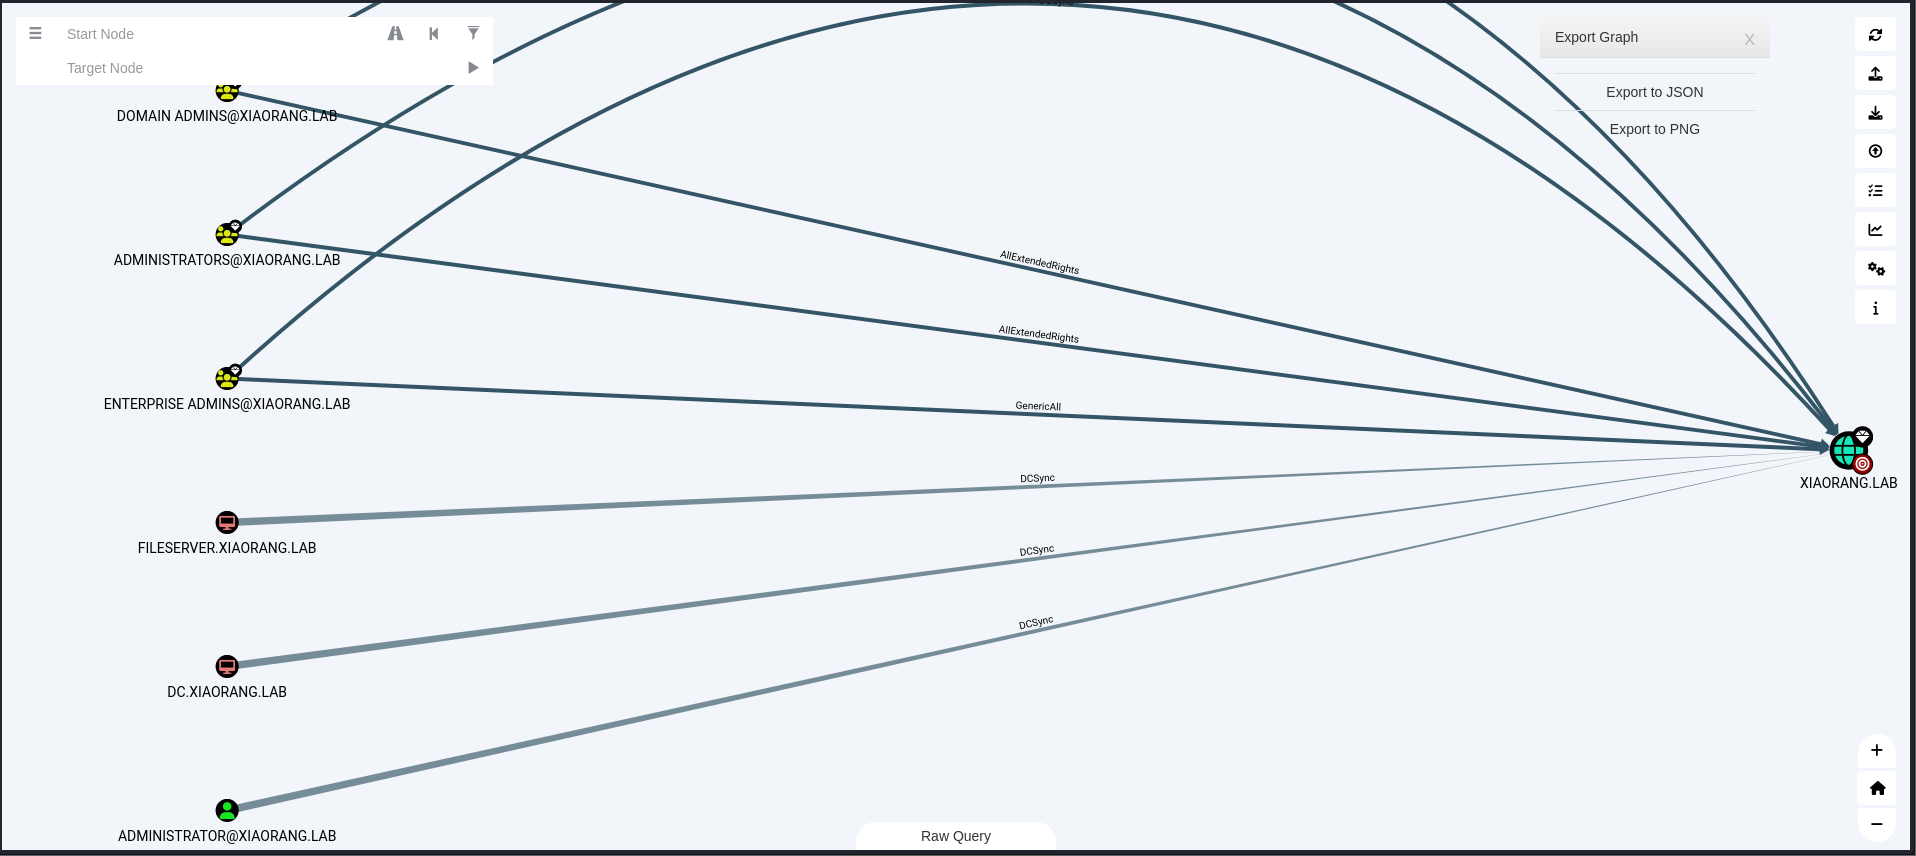 DCSync
Start Node
Target Node
Export Graph
X
Export to JSON
Export to PNG
DOMAIN ADMINS@XIAORANG.LAB
ADMINISTRATORS@XIAORANG.LAB
AllExtendedRights
AllExtendedRights
ENTERPRISE ADMINS@XIAORANG.LAB
GenericAll
DCSync
XIAORANG.LAB
FILESERVER.XIAORANG.LAB
DCSync
DCSync
DC.XIAORANG.LAB
ADMINISTRATOR@XIAORANG.LAB
Raw Query